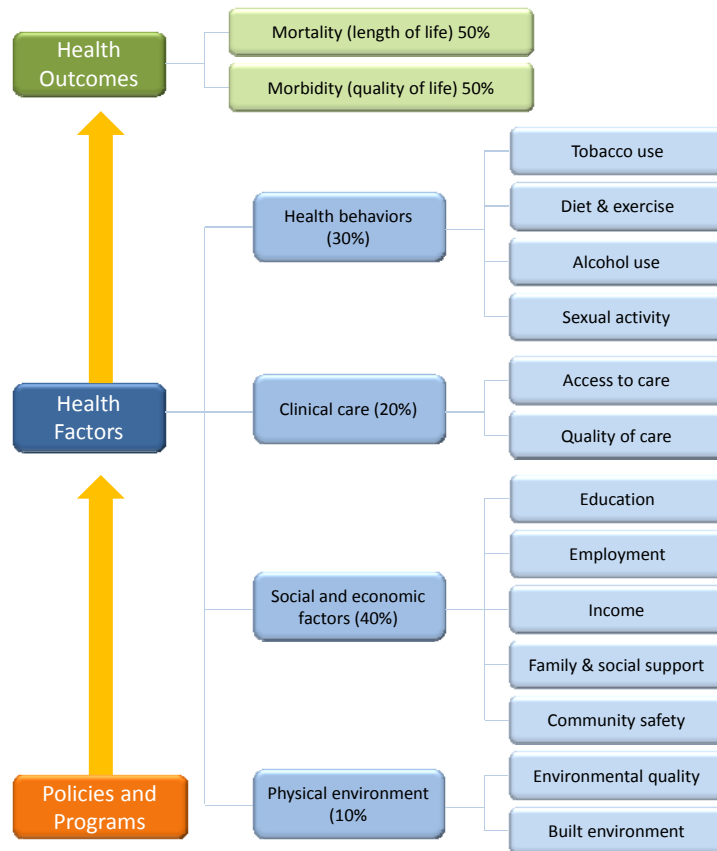 Health
Outcomes
Mortality (length of life) 50%
Morbidity (quality of life) 50%
Health
Factors
Health behaviors
(30%)
Tobacco use
Diet & exercise
Alcohol use
Sexual activity
Clinical care (20%)
Access to care
Quality of care
Social and economic
factors (40%)
Education
Employment
Income
Family & social support
Community safety
Physical environment
(10%
Environmental quality
Built environment
Policies and
Programs